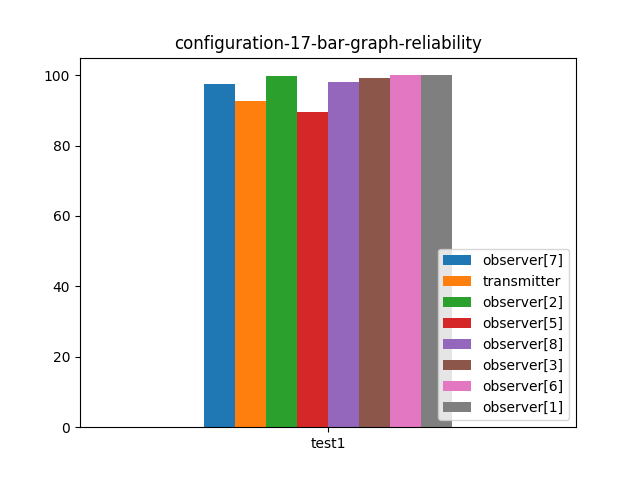 configuration-17-bar-graph-reliability
100
80
60
40
20
0
observer[7]
transmitter
observer[2]
observer[5]
observer[8]
observer[3]
observer[6]
observer[1]
test1